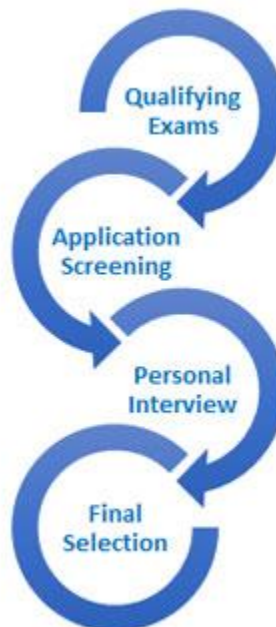 Qualifying
Exams
Application
Screening
Personal
Interview
Final
Selection